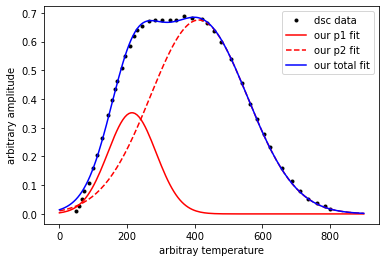 0.7
0.6
0.5
0.4
0.3
0.2
0.1
0.0
arbitrary amplitude
dsc data
our p1 fit
our p2 fit
our total fit
0 200 400 600 800
arbitray temperature